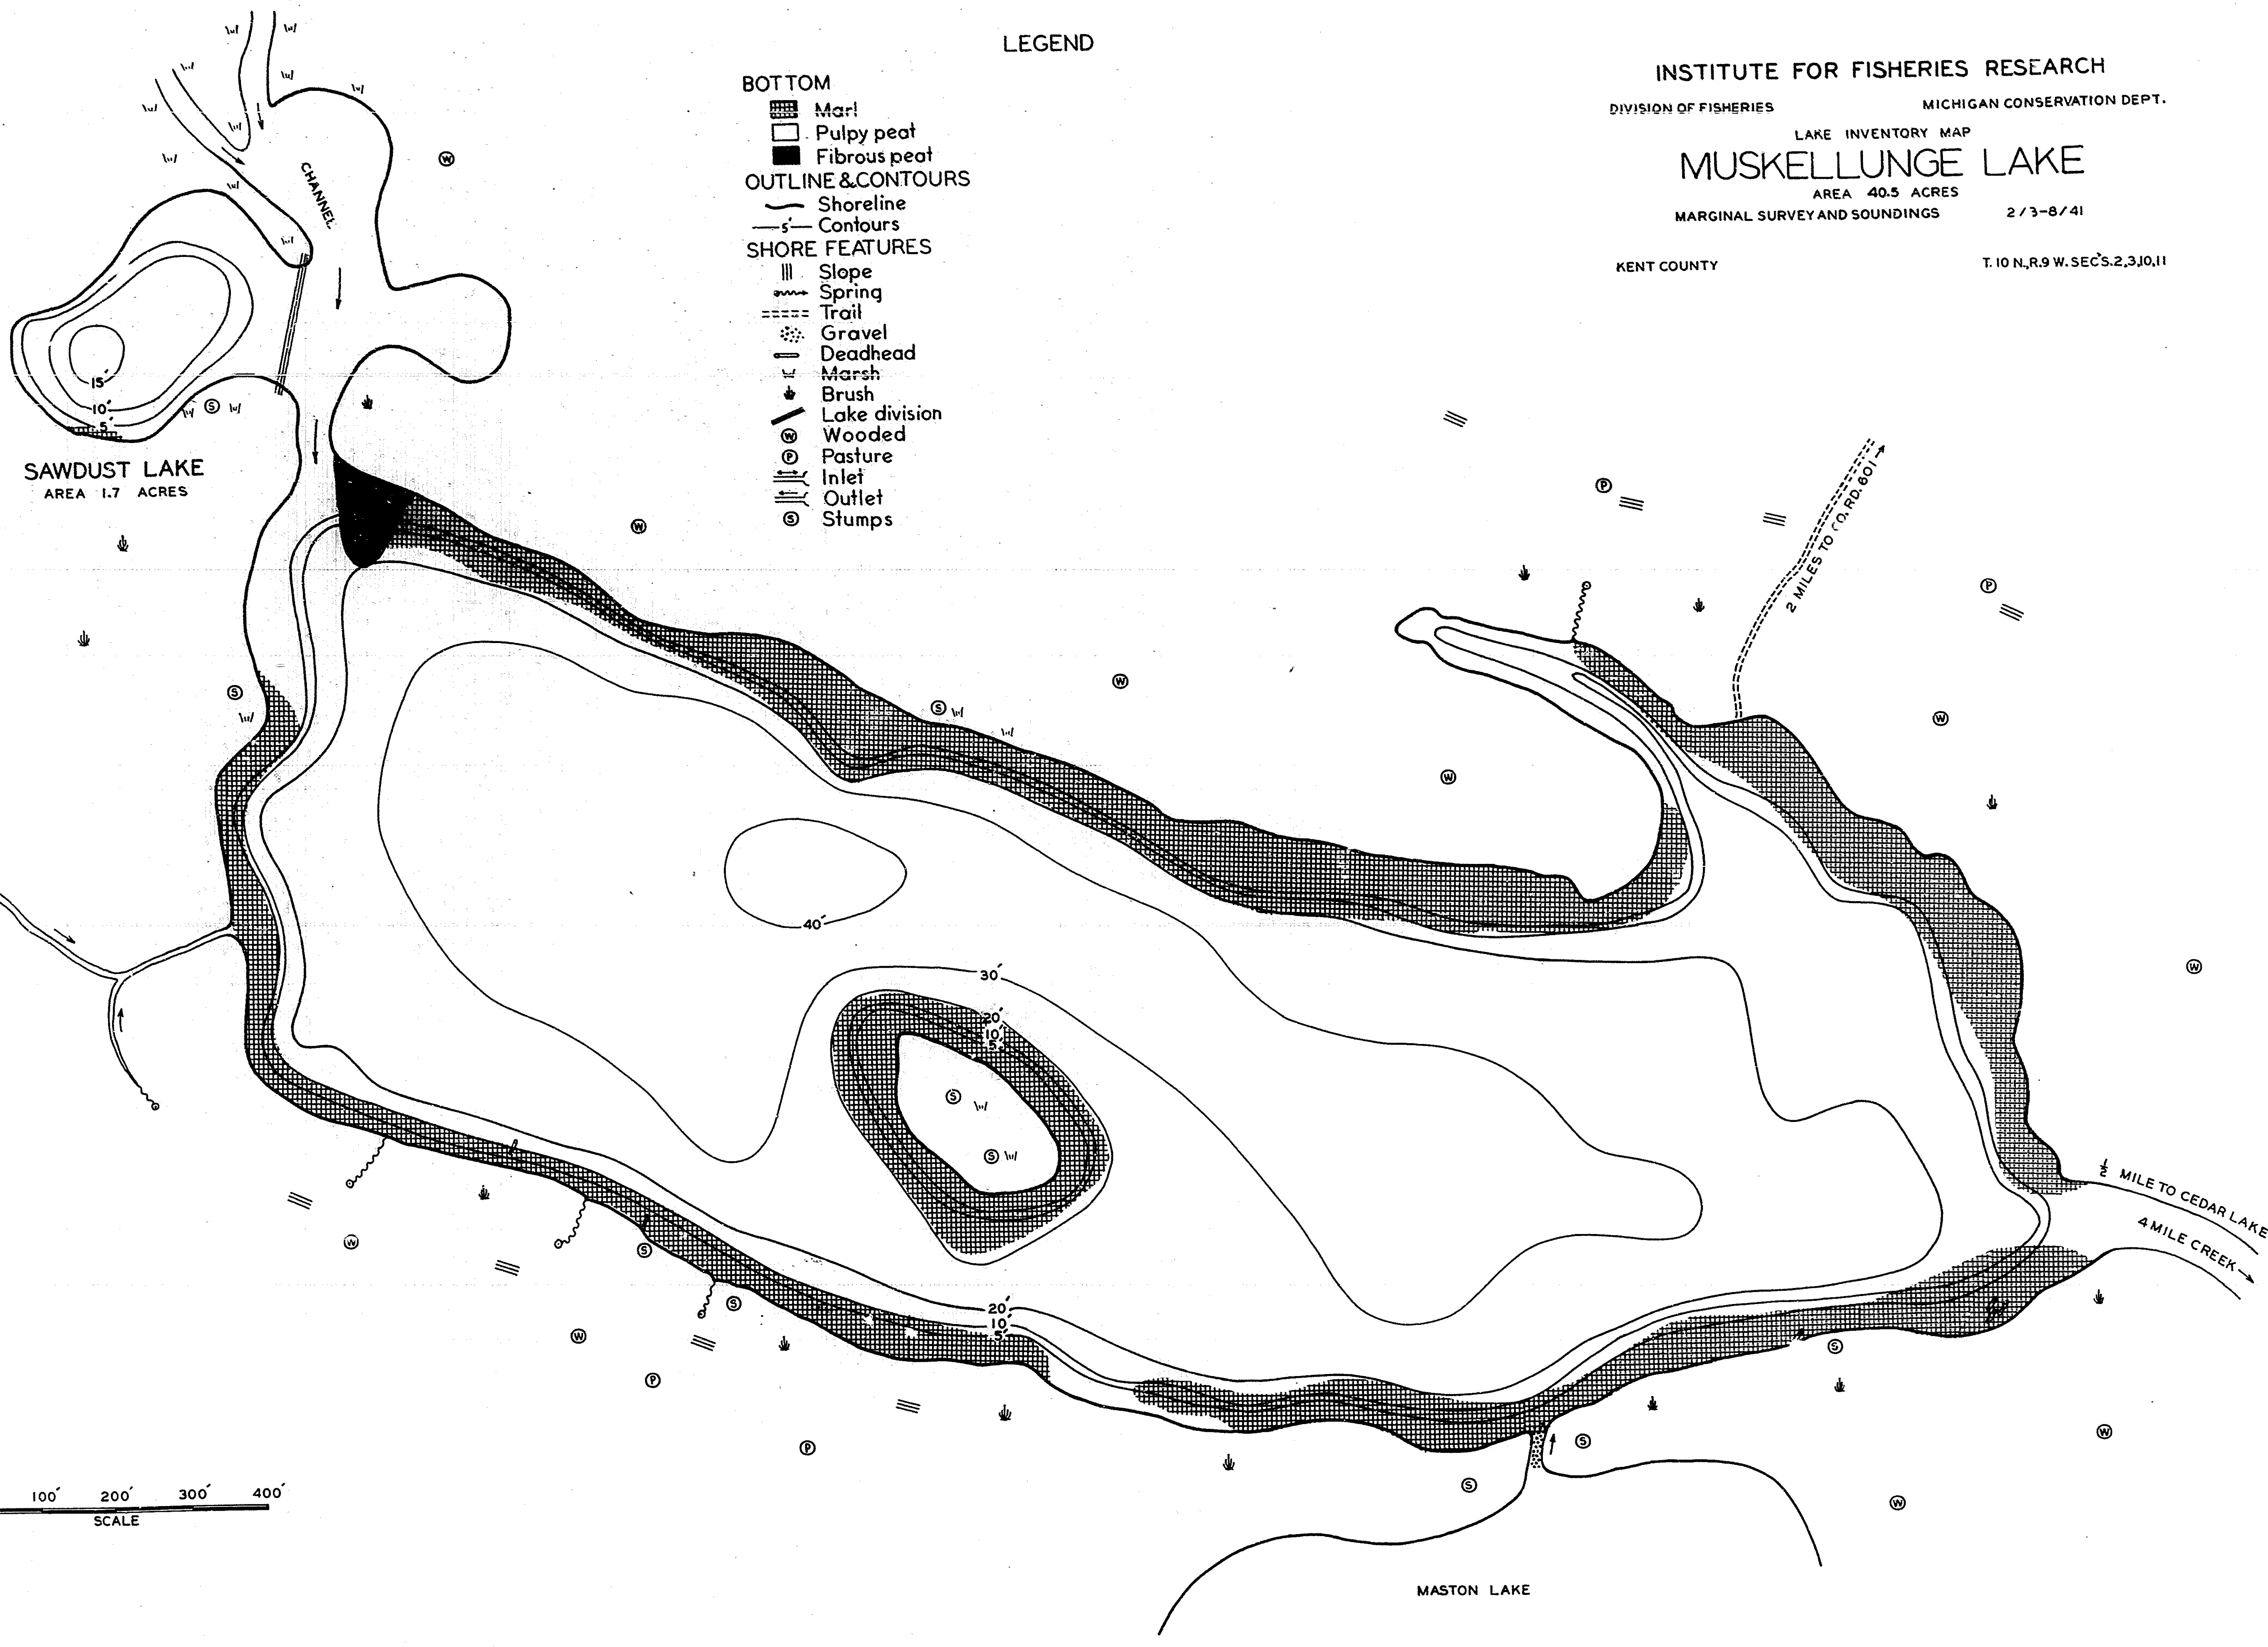 LEGEND
BOTTOM
Marl
Pulpy peat
Fibrous peat
OUTLINE & CONTOURS
Shoreline
5' Contours
SHORE FEATURES
Slope
Spring
Trail
Gravel
Deadhead
Marsh
Brush
Lake division
W Wooded
P Pasture
Inlet
Outlet
S Stumps
INSTITUTE FOR FISHERIES RESEARCH
DIVISION OF FISHERIES MICHIGAN CONSERVATION DEPT.
LAKE INVENTORY MAP
MUSKELLUNGE LAKE
AREA 40.5 ACRES
MARGINAL SURVEY AND SOUNDINGS 2/3-8/41
KENT COUNTY T. 10 N., R. 9 W. SEC'S. 2,3,10,11
CHANNEL
W
15'
10'
5'
S
SAWDUST LAKE
AREA 1.7 ACRES
W
P
2 MILES TO CO. RD. 601
P
S
S
W
W
W
40'
W
30'
20'
10'
5'
S
S
1/2 MILE TO CEDAR LAKE
4 MILE CREEK
W
S
S
20'
10'
5'
W
P
P
S
S
S
W
W
100' 200' 300' 400'
SCALE
MASTON LAKE